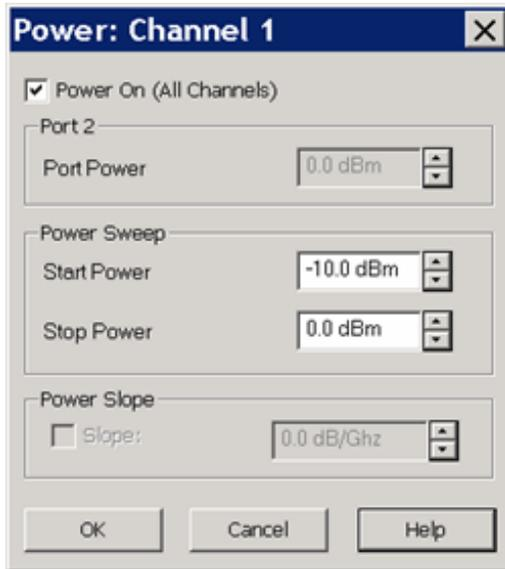 Power: Channel 1
Power On (All Channels)
Port 2
Port Power 0.0 dBm
Power Sweep
Start Power -10.0 dBm
Stop Power 0.0 dBm
Power Slope
Slope: 0.0 dB/Ghz
OK Cancel Help